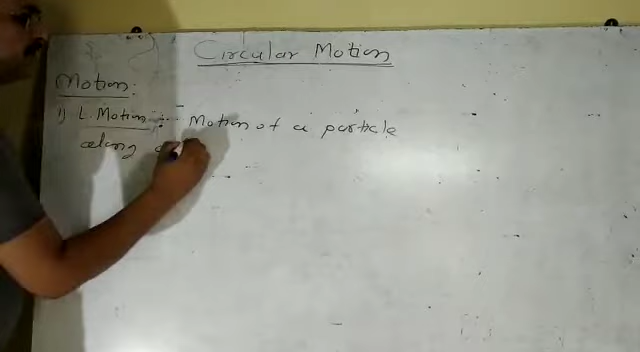 Circular Motion
Motion:
1) L. Motion :- Motion of a particle
along a